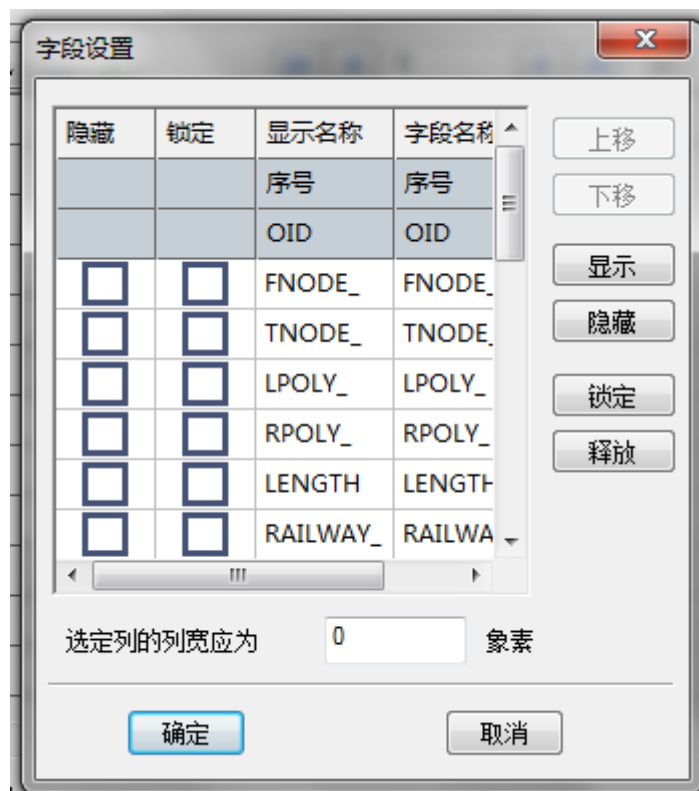 字段设置
隐藏 锁定 显示名称 字段名称
序号 序号
OID OID
FNODE_ FNODE_
TNODE_ TNODE_
LPOLY_ LPOLY_
RPOLY_ RPOLY_
LENGTH LENGTH
RAILWAY_ RAILWA
上移
下移
显示
隐藏
锁定
释放
选定列的列宽应为 0 象素
确定 取消